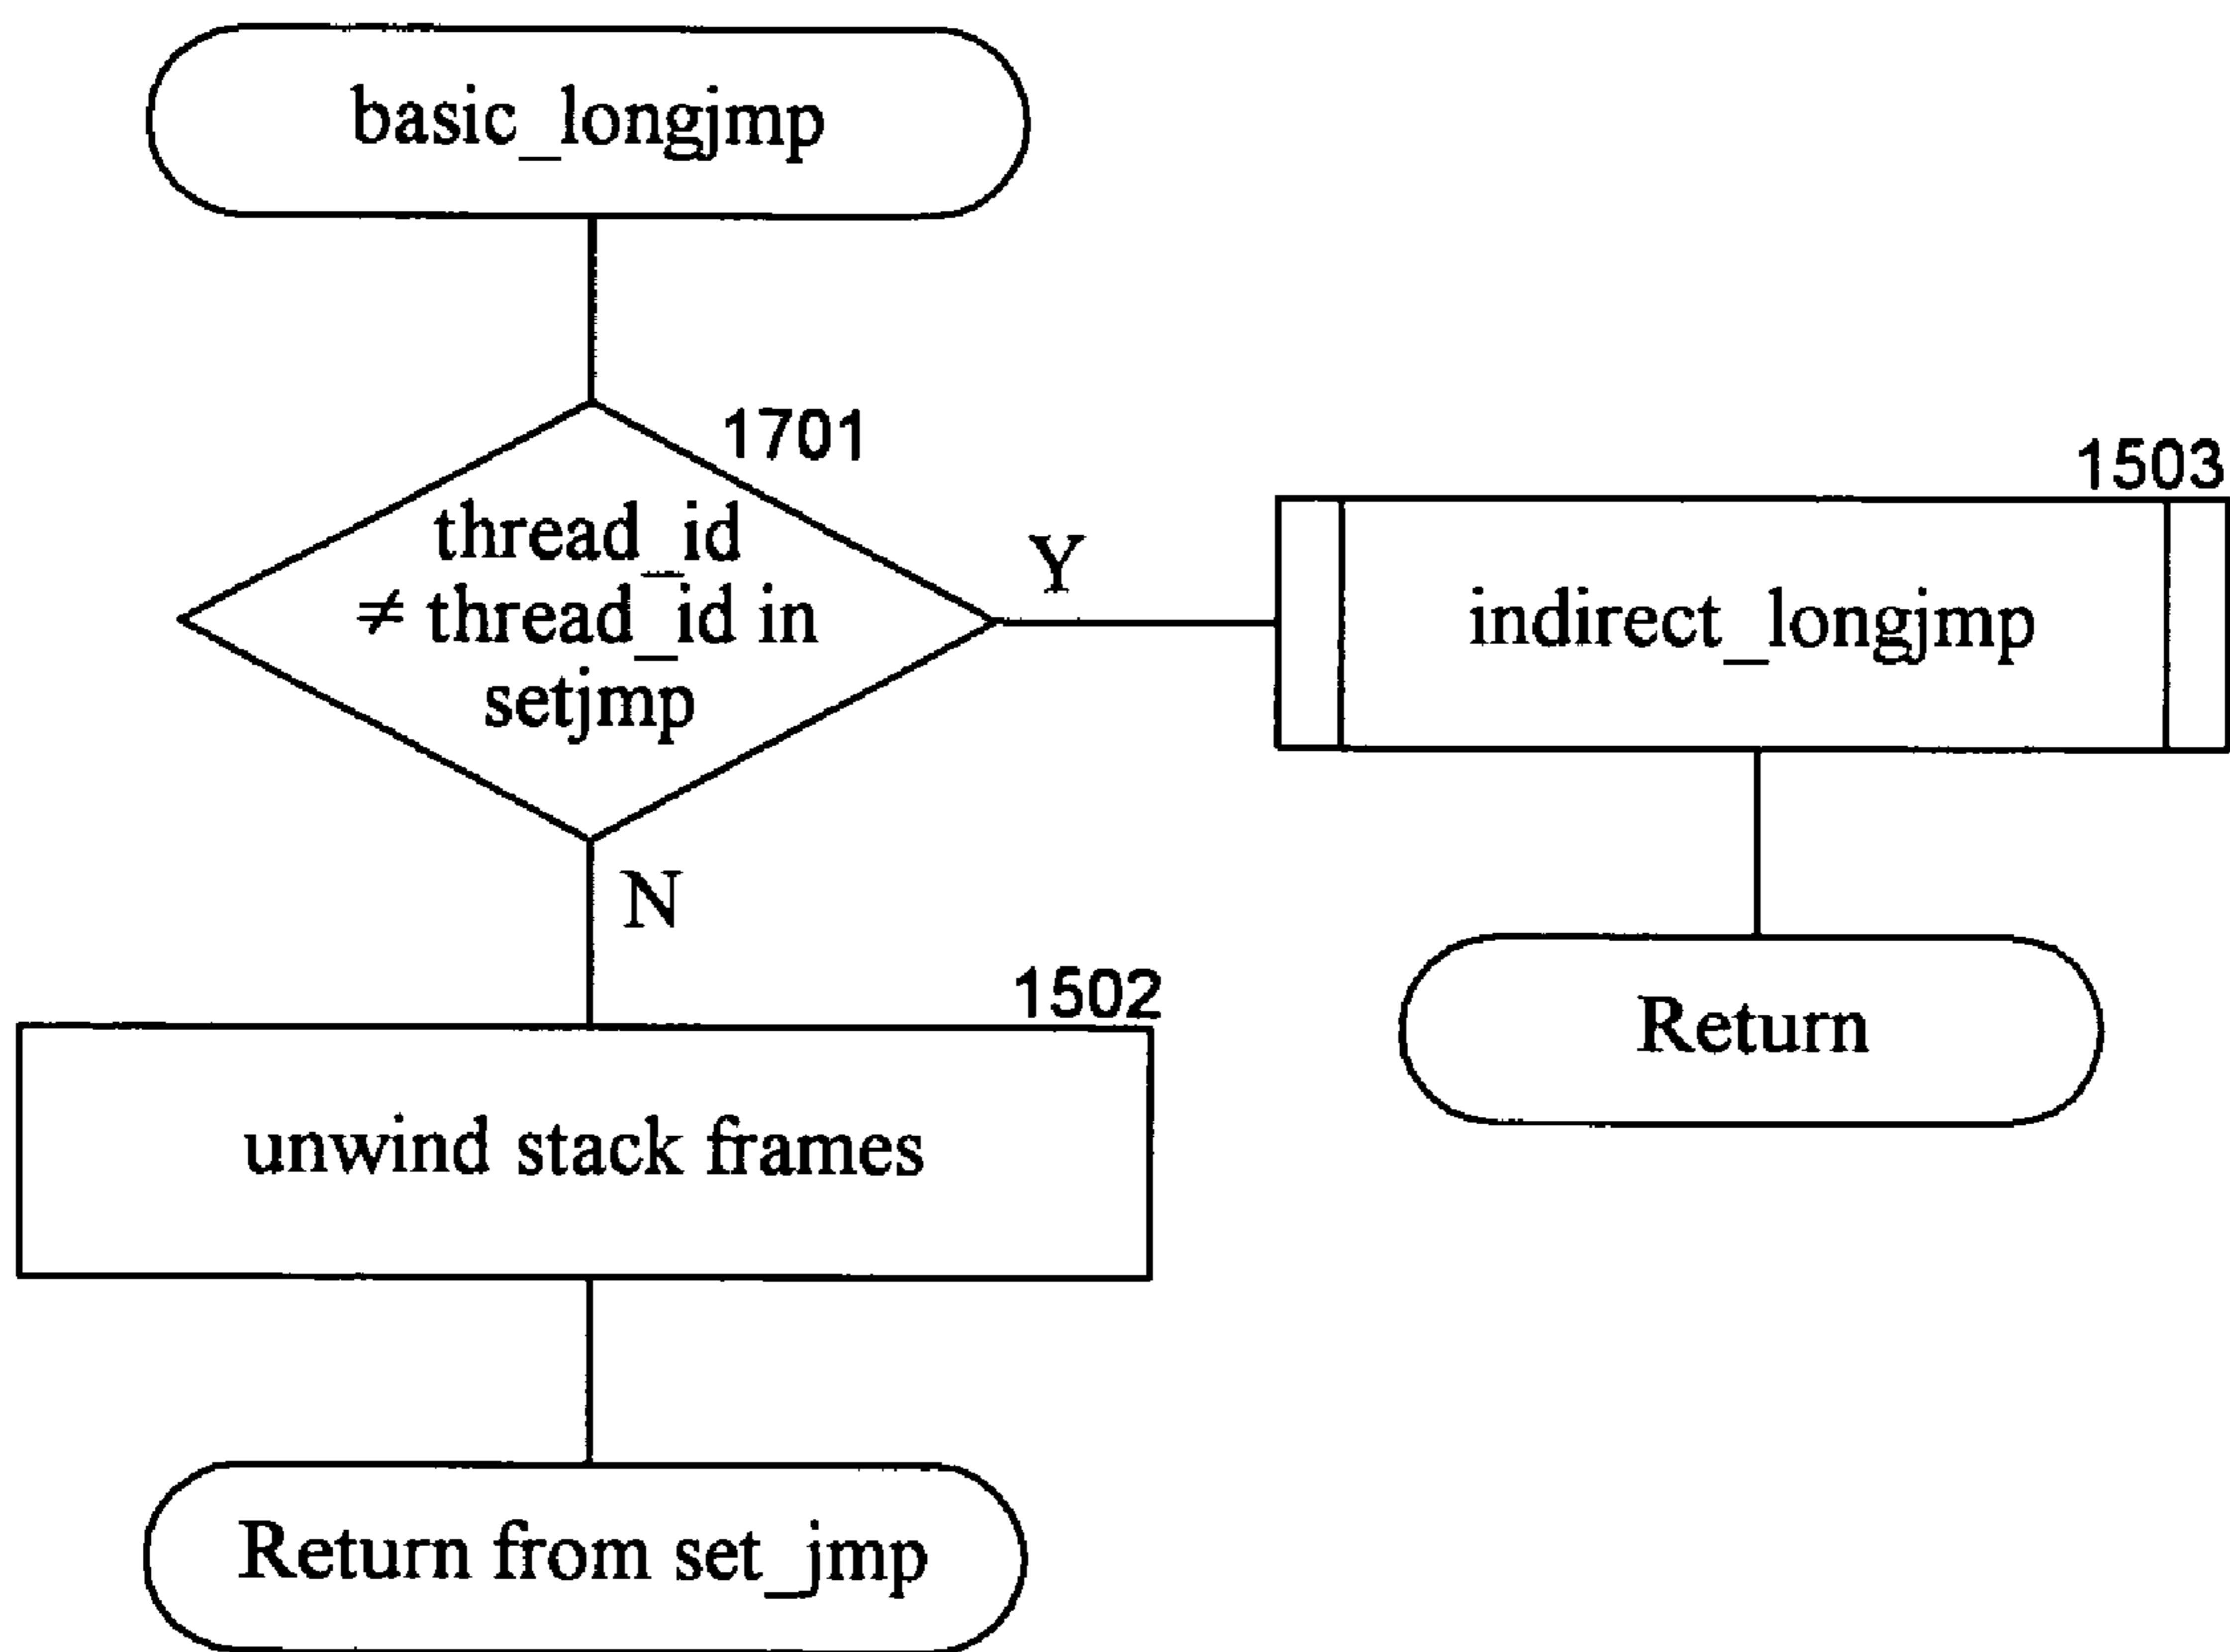 basic_longjmp
1701
thread_id
≠ thread_id in
setjmp
Y
1503
indirect_longjmp
Return
N
1502
unwind stack frames
Return from set_jmp